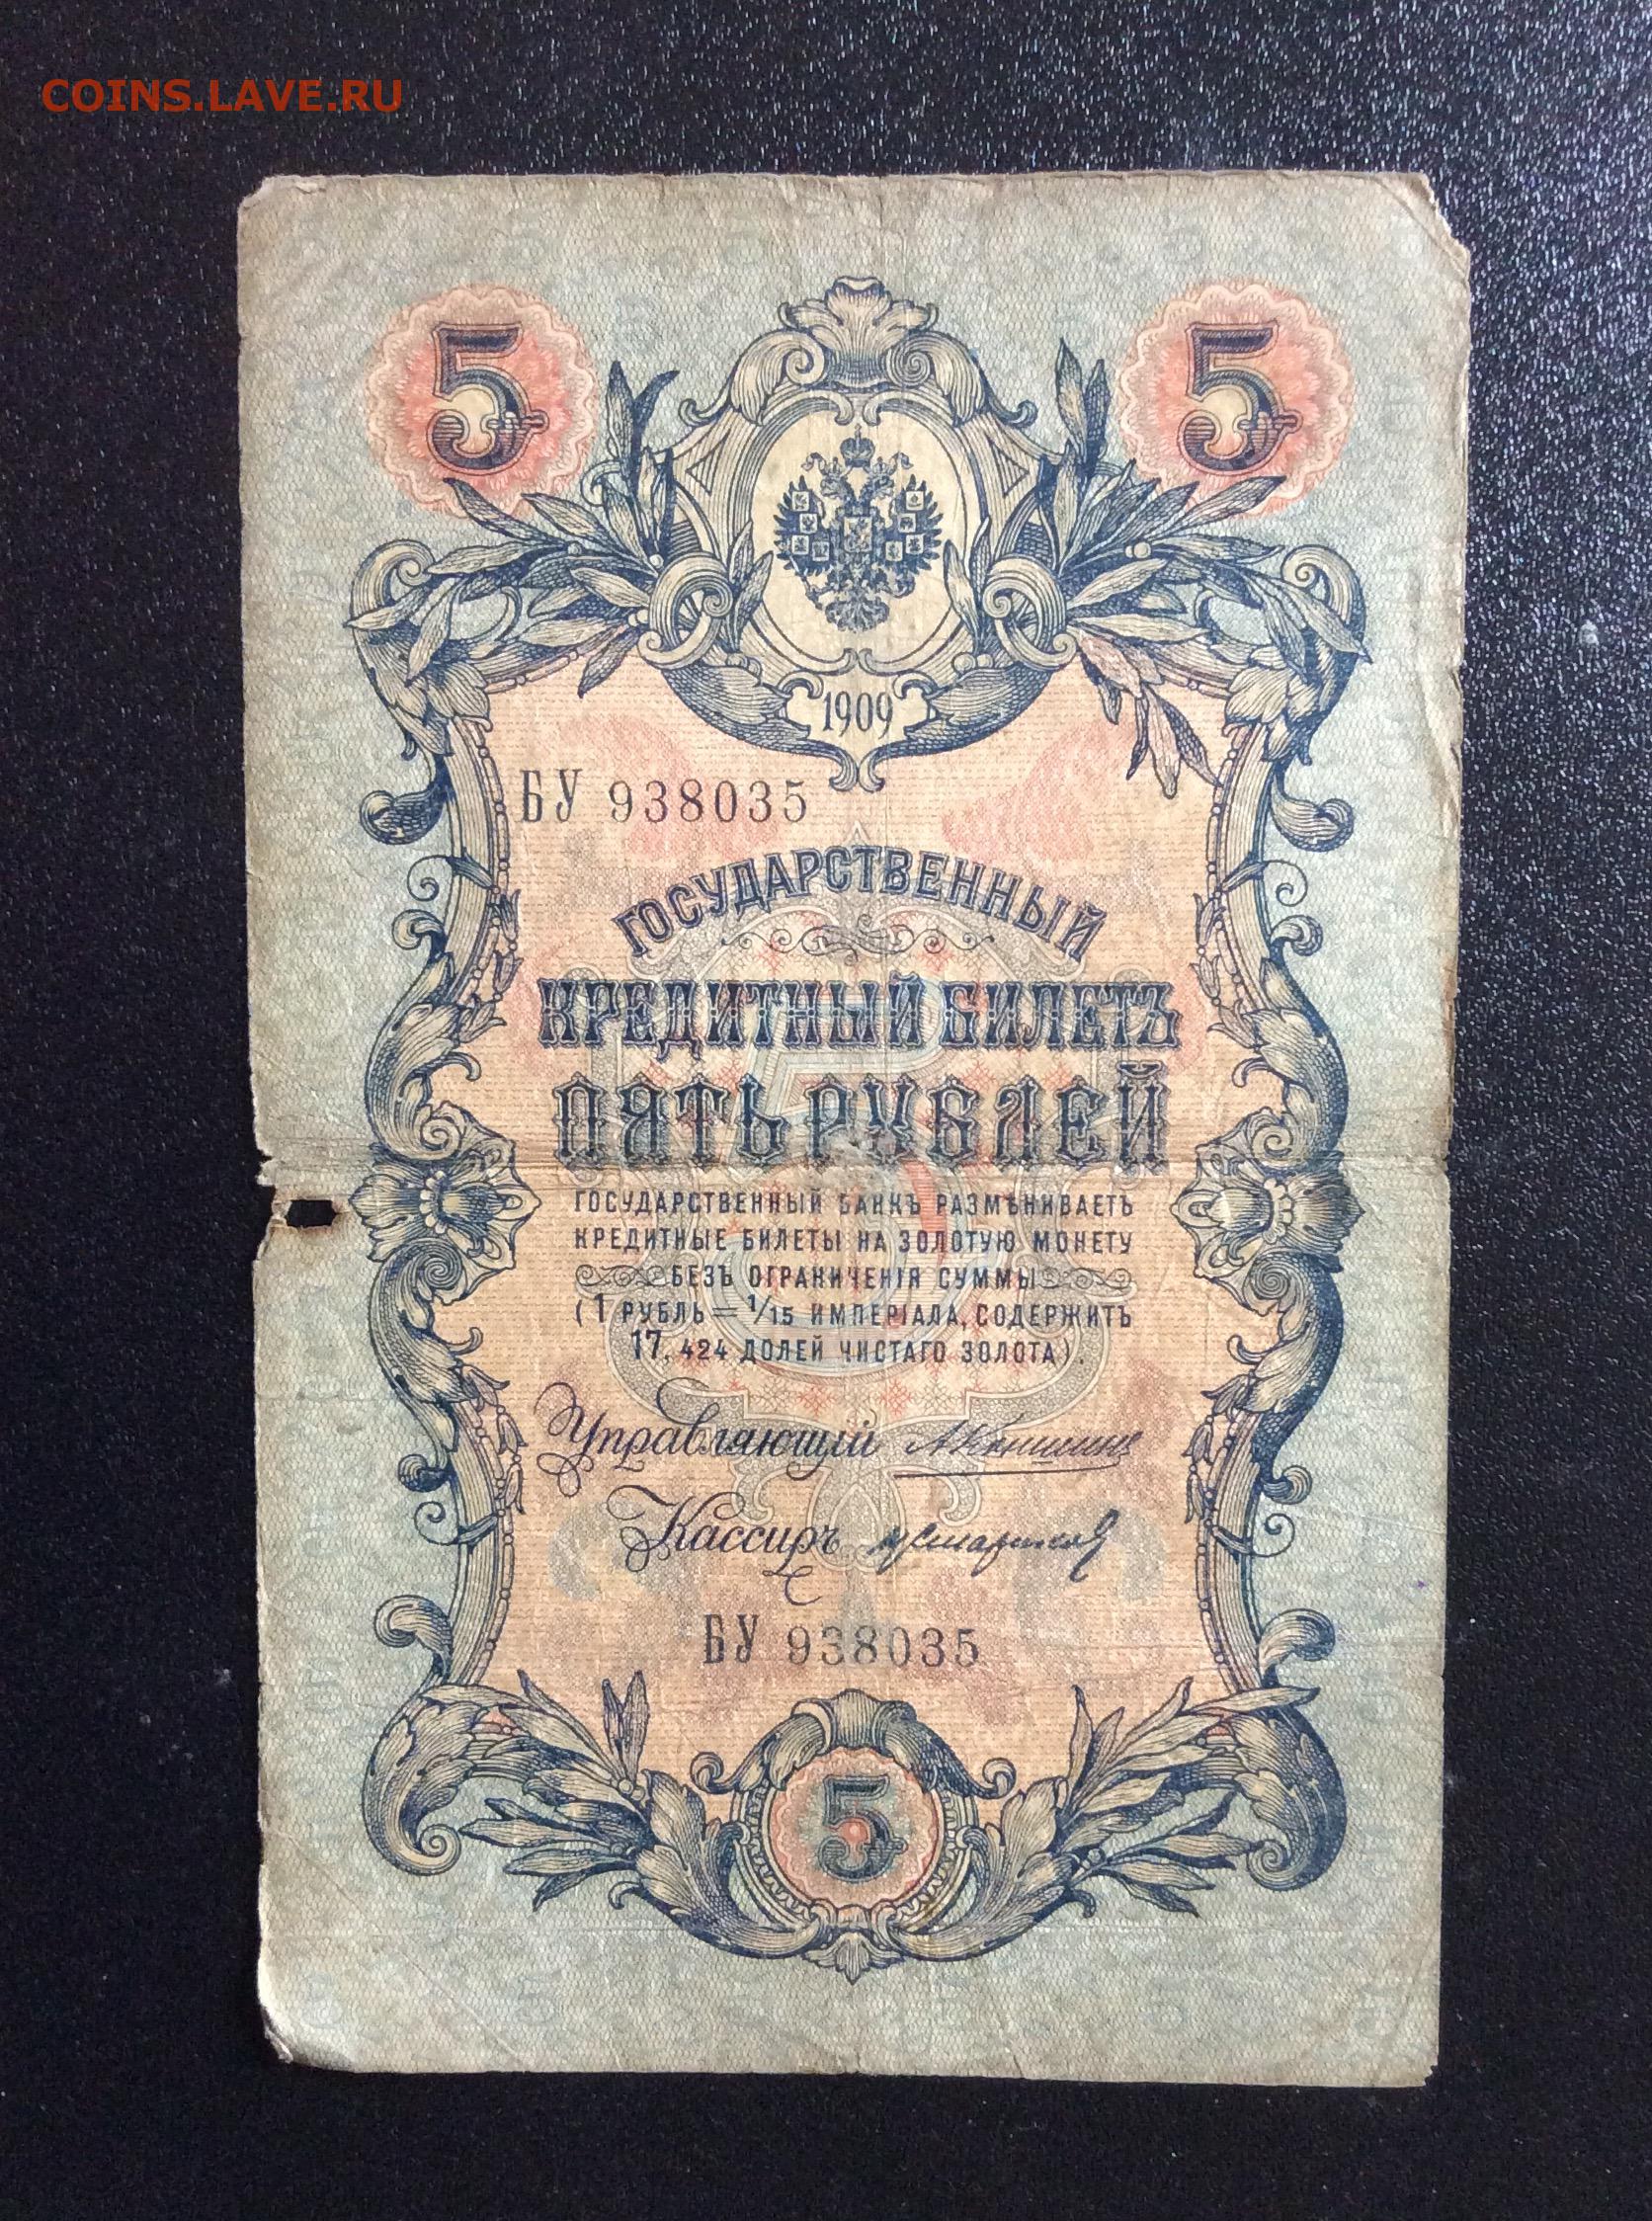 COINS.LAVE.RU
5 5
1909
БУ 938035
ГОСУДАРСТВЕННЫЙ
КРЕДИТНЫЙ БИЛЕТЪ
ПЯТЬ РУБЛЕЙ
ГОСУДАРСТВЕННЫЙ БАНКЪ РАЗМѢНИВАЕТЪ
КРЕДИТНЫЕ БИЛЕТЫ НА ЗОЛОТУЮ МОНЕТУ
БЕЗЪ ОГРАНИЧЕНІЯ СУММЫ
(1 РУБЛЬ = 1/15 ИМПЕРІАЛА, СОДЕРЖИТЪ
17,424 ДОЛЕЙ ЧИСТАГО ЗОЛОТА).
Управляющій АКоншинъ
Кассиръ
БУ 938035
5